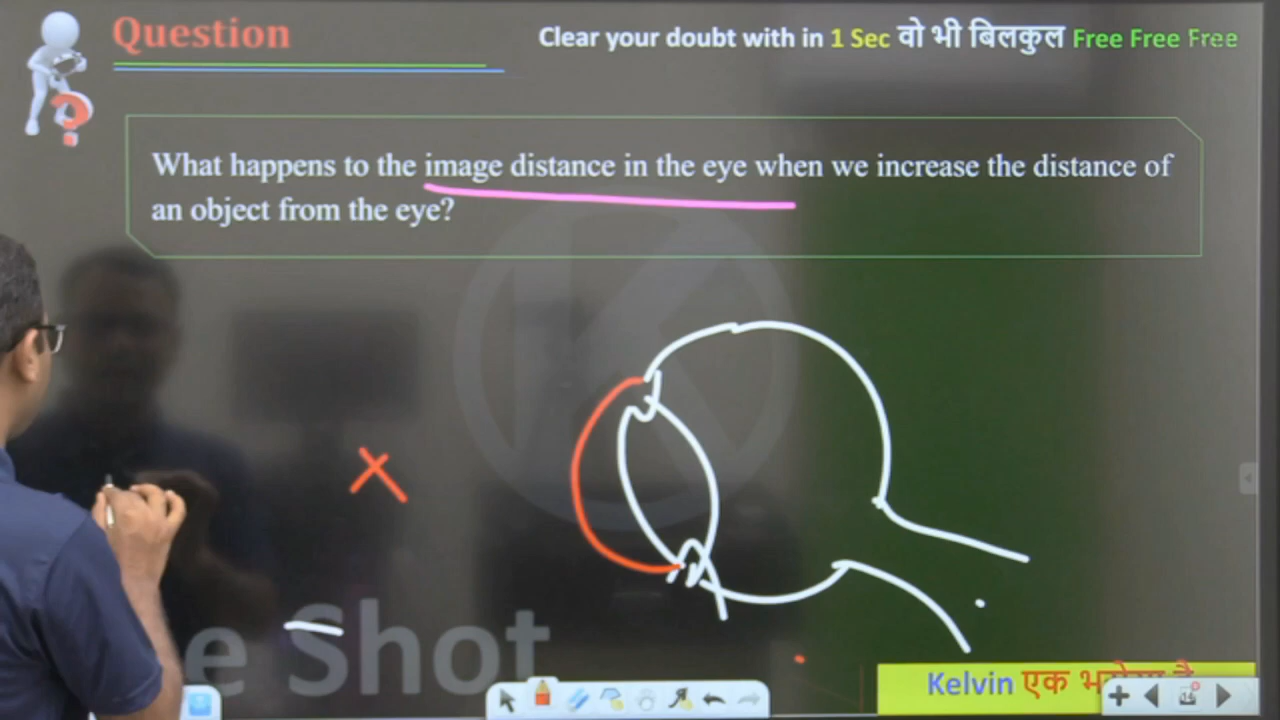 Question
Clear your doubt with in 1 Sec वो भी बिलकुल Free Free Free
What happens to the image distance in the eye when we increase the distance of
an object from the eye?
e Shot
Kelvin एक